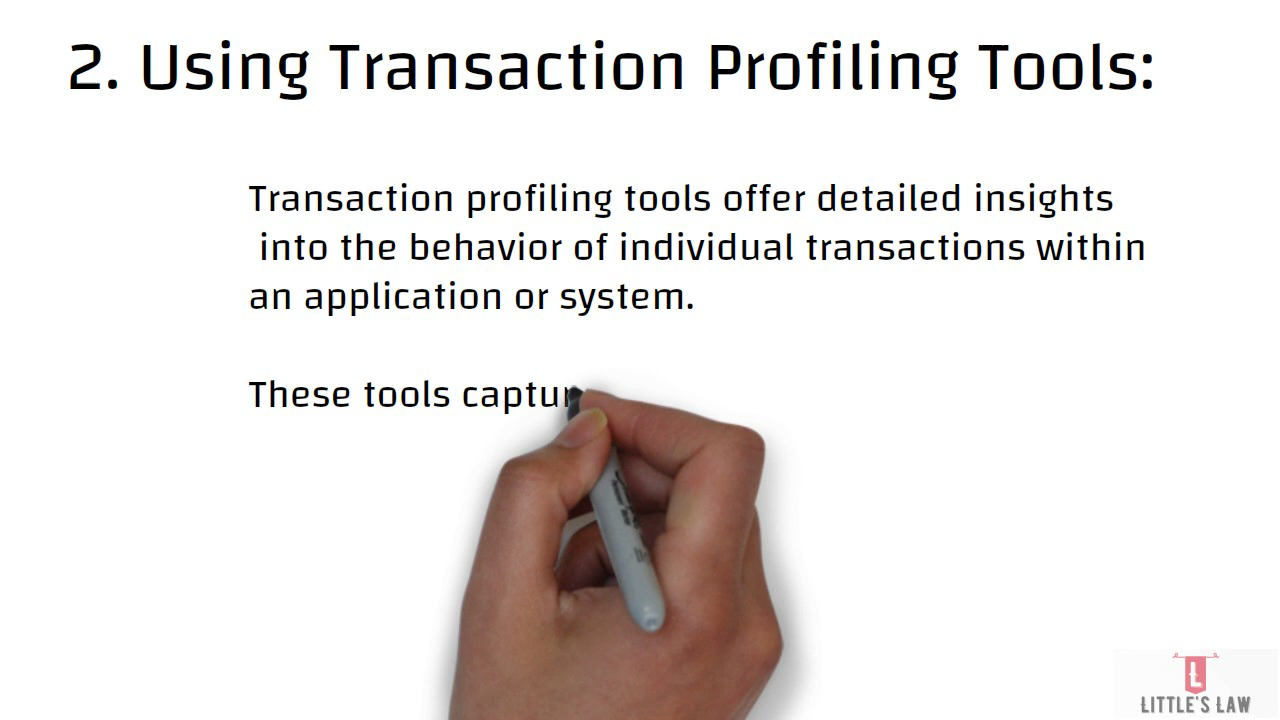 2. Using Transaction Profiling Tools:
Transaction profiling tools offer detailed insights
into the behavior of individual transactions within
an application or system.
These tools captur
L
LITTLE'S LAW